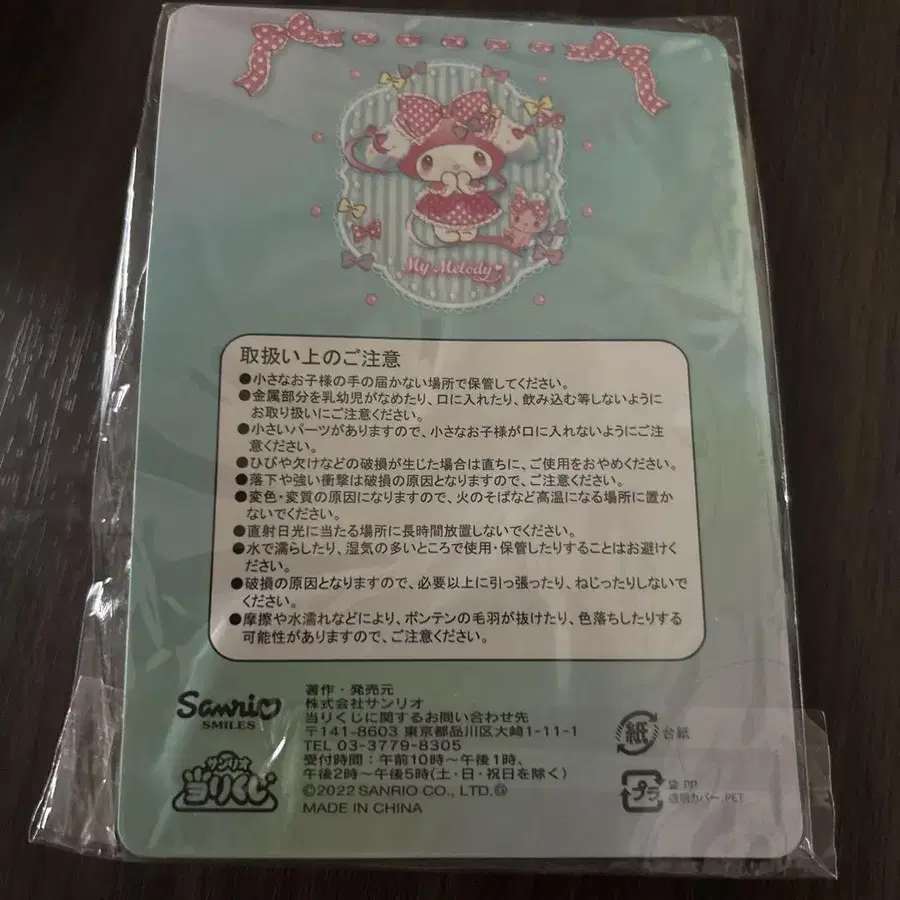 My Melody
取扱い上のご注意
●小さなお子様の手の届かない場所で保管してください。
●金属部分を乳幼児がなめたり、口に入れたり、飲み込む等しないように
お取り扱いにご注意ください。
●小さいパーツがありますので、小さなお子様が口に入れないようにご注
意ください。
●ひびや欠けなどの破損が生じた場合は直ちに、ご使用をおやめください。
●落下や強い衝撃は破損の原因となりますので、ご注意ください。
●変色・変質の原因になりますので、火のそばなど高温になる場所に置か
ないでください。
●直射日光に当たる場所に長時間放置しないでください。
●水で濡らしたり、湿気の多いところで使用・保管したりすることはお避けく
ださい。
●破損の原因となりますので、必要以上に引っ張ったり、ねじったりしないで
ください。
●摩擦や水濡れなどにより、ボンテンの毛羽が抜けたり、色落ちしたりする
可能性がありますので、ご注意ください。
Sanrio
SMILES
サンリオ
当りくじ
著作・発売元
株式会社サンリオ
当りくじに関するお問い合わせ先
〒141-8603 東京都品川区大崎1-11-1
TEL 03-3779-8305
受付時間:午前10時～午後1時、
午後2時～午後5時(土・日・祝日を除く)
©2022 SANRIO CO., LTD.Ⓖ
MADE IN CHINA
紙 台紙
プラ 袋:PP
透明カバー:PET